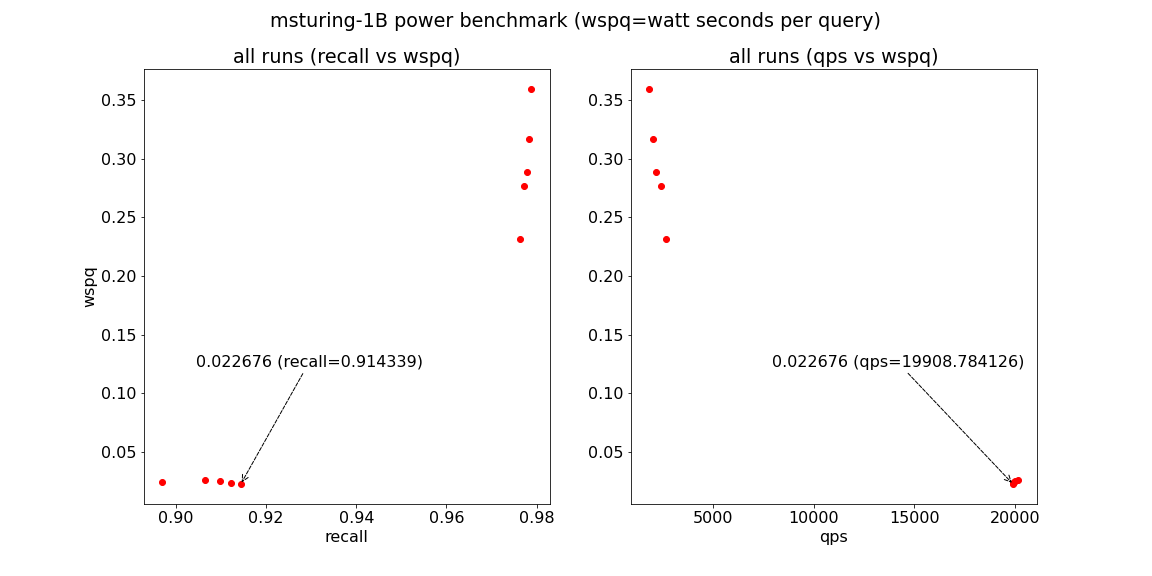 msturing-1B power benchmark (wspq=watt seconds per query)
all runs (recall vs wspq)
0.35
0.30
0.25
0.20
0.15
0.10
0.05
wspq
0.022676 (recall=0.914339)
0.90 0.92 0.94 0.96 0.98
recall
all runs (qps vs wspq)
0.35
0.30
0.25
0.20
0.15
0.10
0.05
0.022676 (qps=19908.784126)
5000 10000 15000 20000
qps